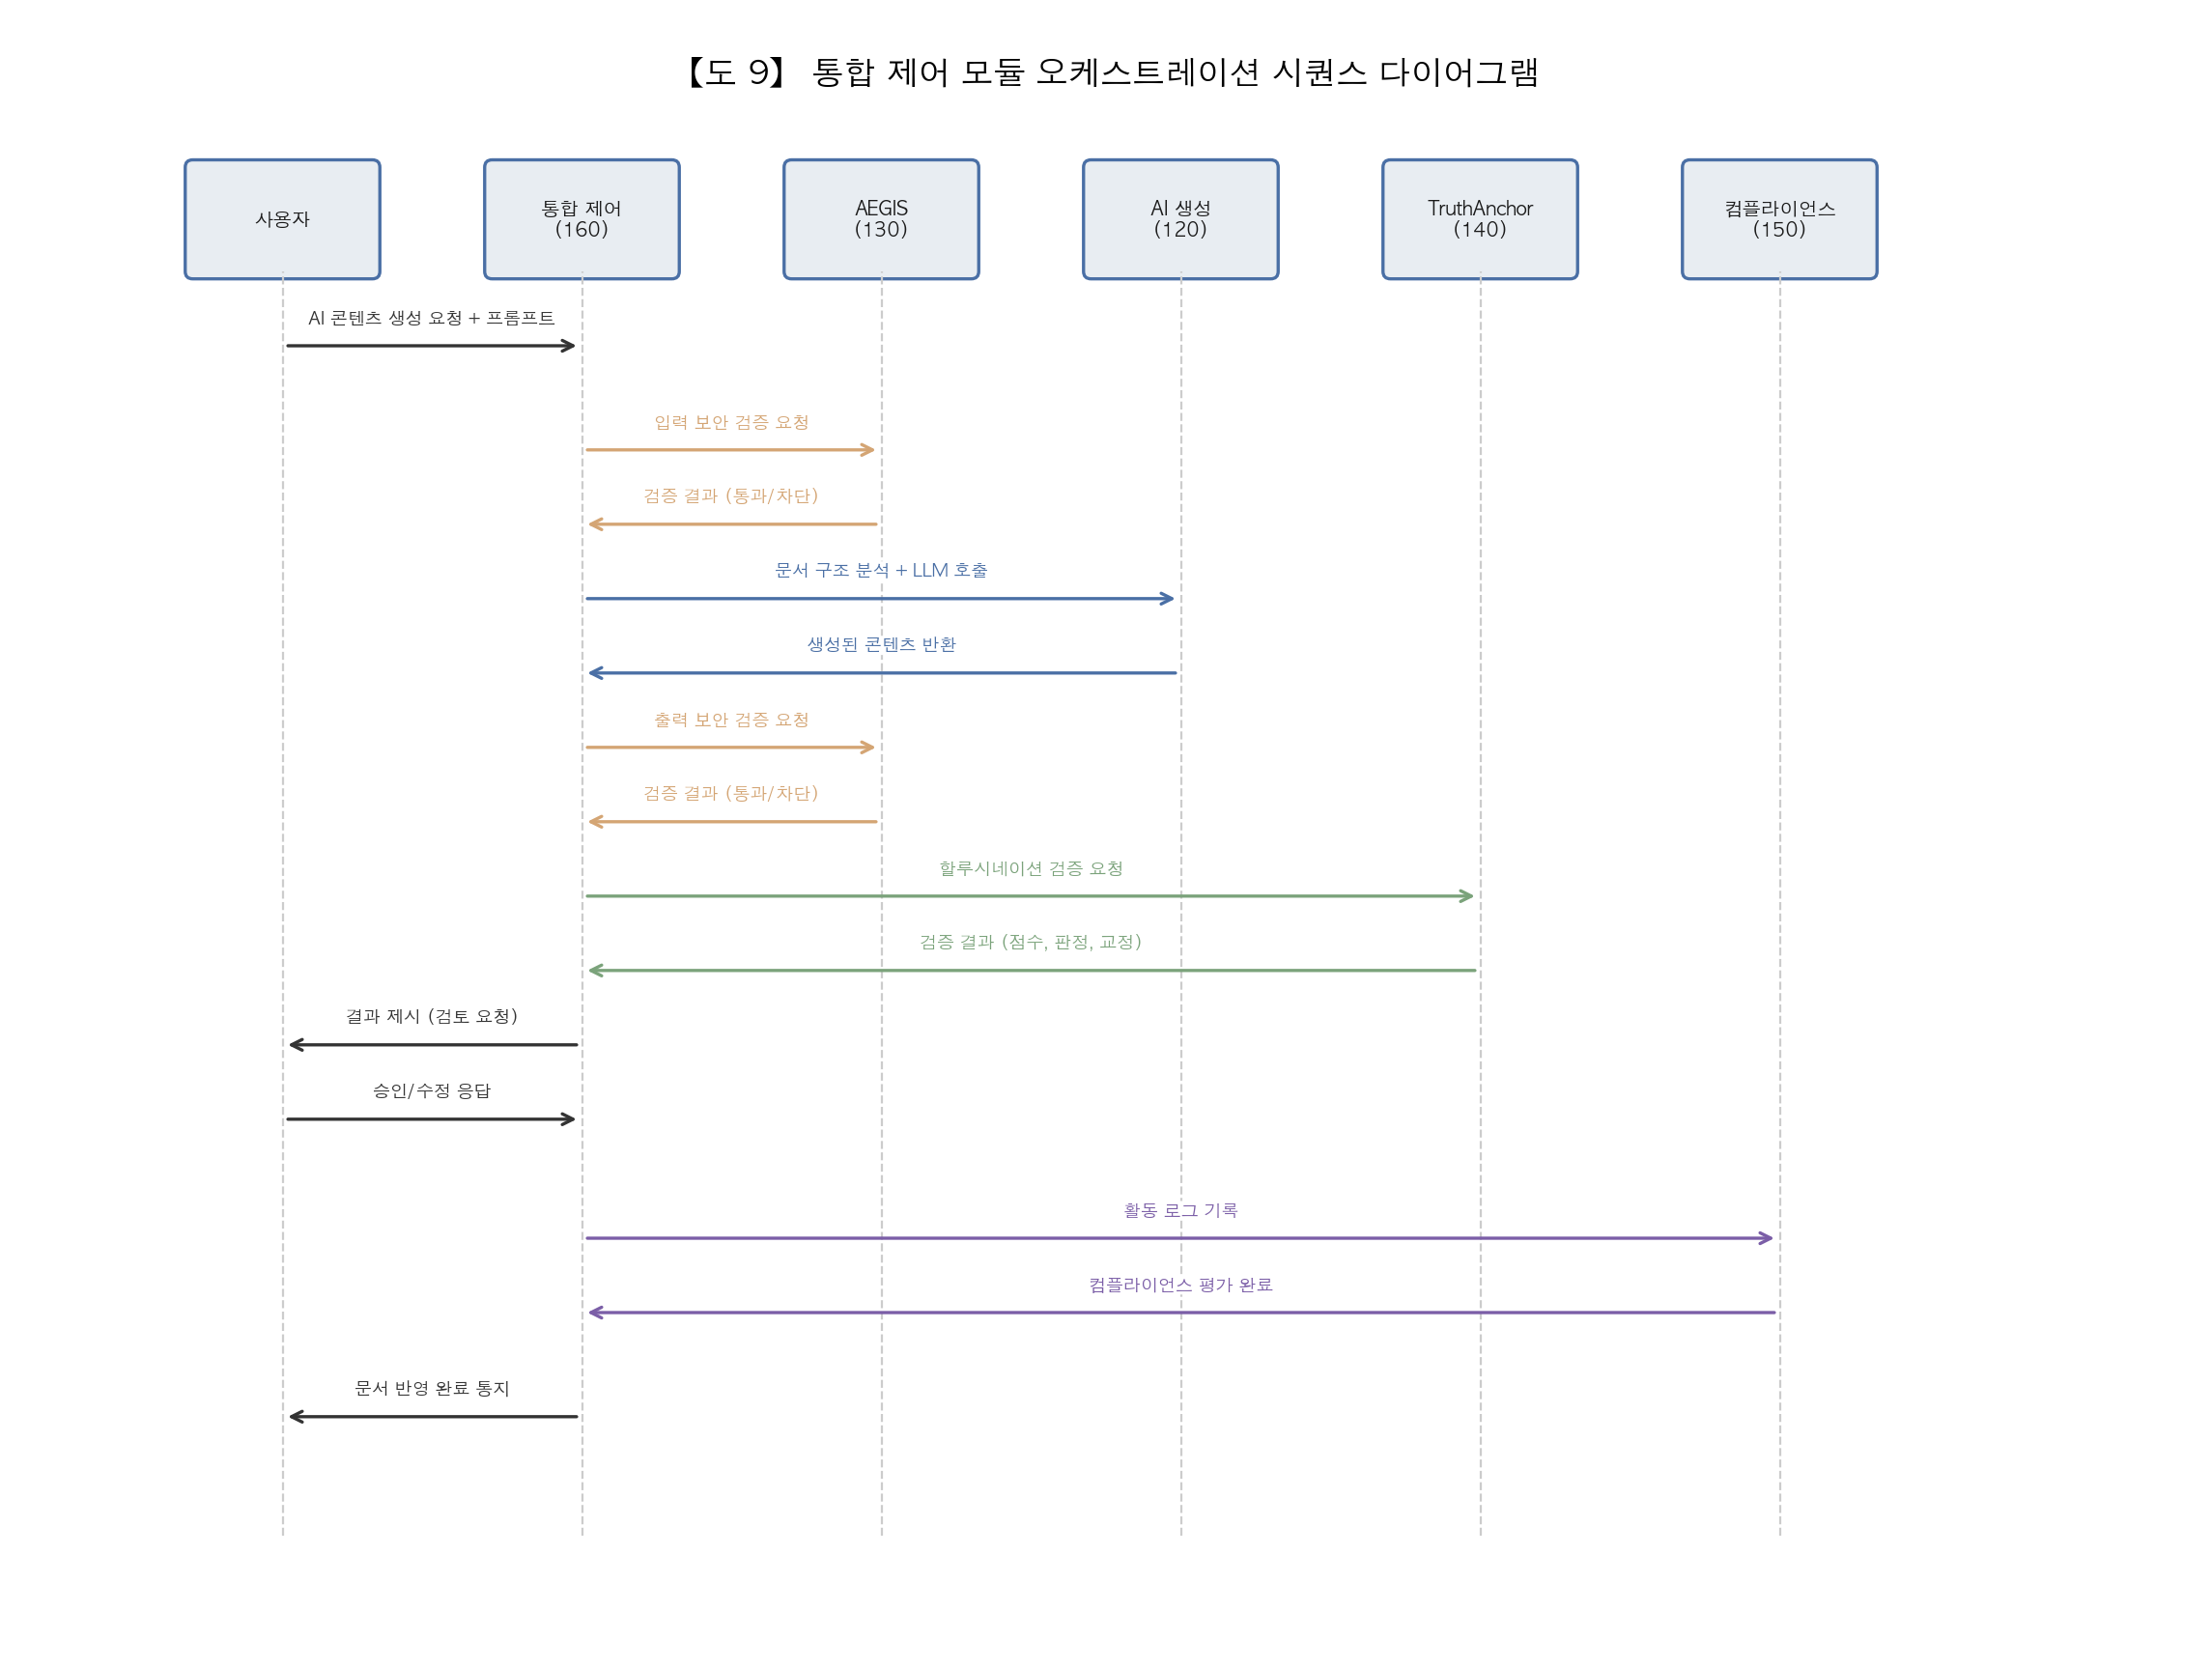 【도 9】 통합 제어 모듈 오케스트레이션 시퀀스 다이어그램
사용자
통합 제어
(160)
AEGIS
(130)
AI 생성
(120)
TruthAnchor
(140)
컴플라이언스
(150)
AI 콘텐츠 생성 요청 + 프롬프트
입력 보안 검증 요청
검증 결과 (통과/차단)
문서 구조 분석 + LLM 호출
생성된 콘텐츠 반환
출력 보안 검증 요청
검증 결과 (통과/차단)
할루시네이션 검증 요청
검증 결과 (점수, 판정, 교정)
결과 제시 (검토 요청)
승인/수정 응답
활동 로그 기록
컴플라이언스 평가 완료
문서 반영 완료 통지